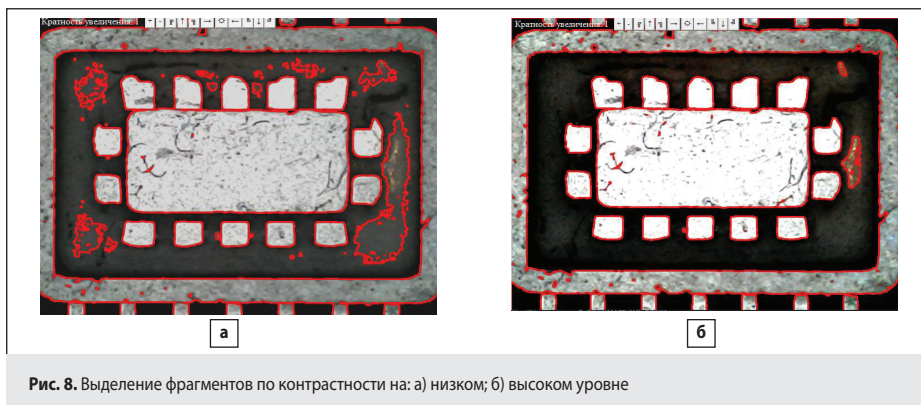 Кратность увеличения: 1
Кратность увеличения: 1
а
б
Рис. 8. Выделение фрагментов по контрастности на: а) низком; б) высоком уровне